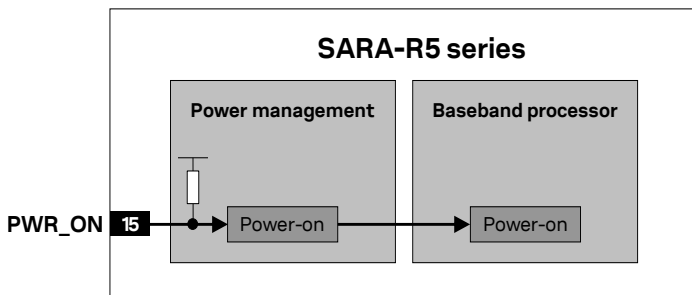 SARA-R5 series
Power management
Baseband processor
PWR_ON
15
Power-on
Power-on